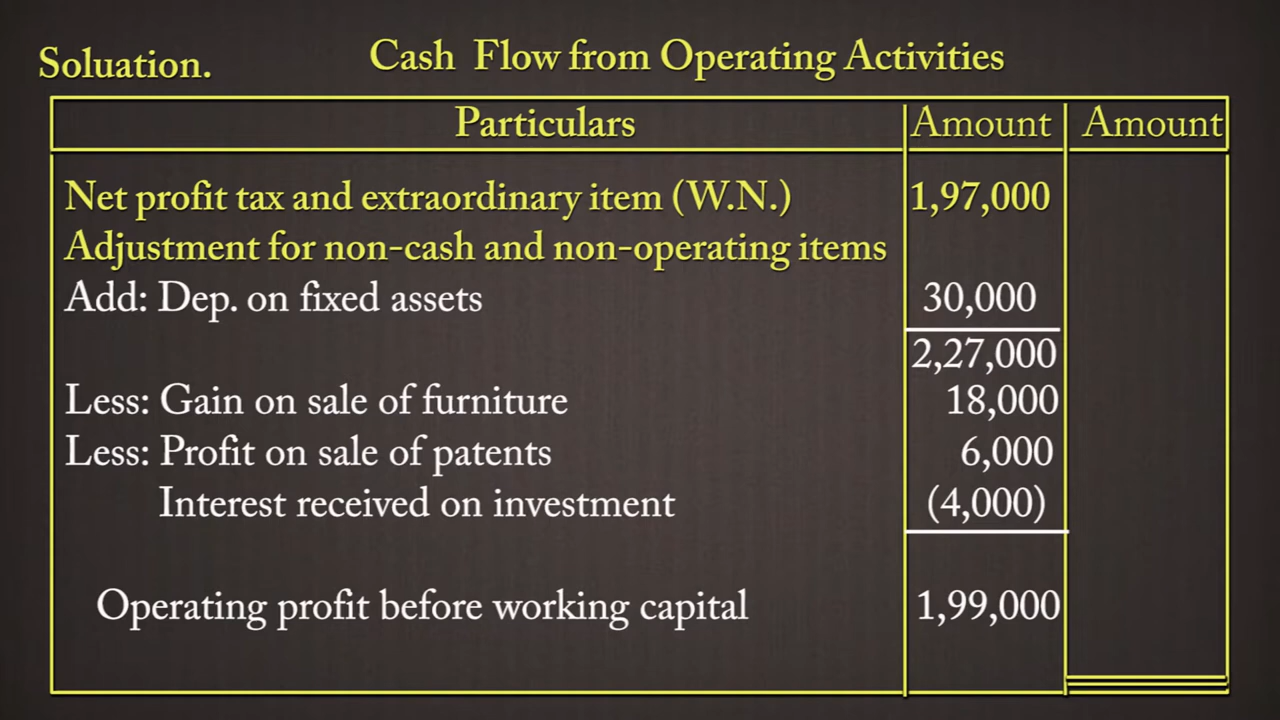 Soluation. Cash Flow from Operating Activities
Particulars Amount Amount
Net profit tax and extraordinary item (W.N.) 1,97,000
Adjustment for non-cash and non-operating items
Add: Dep. on fixed assets 30,000
2,27,000
Less: Gain on sale of furniture 18,000
Less: Profit on sale of patents 6,000
Interest received on investment (4,000)
Operating profit before working capital 1,99,000